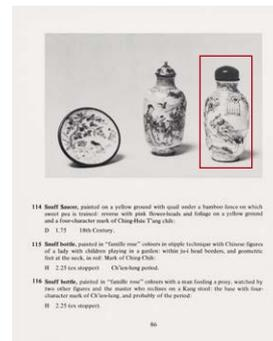 114 Snuff Saucer, painted on a yellow ground with quail under a bamboo fence on which
sweet pea is trained: reverse with pink flower-heads and foliage on a yellow ground
and a four-character mark of Ching-Hsiu T'ang chih:
D 1.75 18th Century.
115 Snuff bottle, painted in "famille rose" colours in stipple technique with Chinese figures
of a lady with children playing in a garden: within ju-i head borders, and geometric
fret at the neck, in red: Mark of Ching-Chih:
H 2.25 (ex stopper) Ch'ien-lung period.
116 Snuff bottle, painted in "famille rose" colours with a man feeding a pony, watched by
two other figures and the master who reclines on a Kang stool: the base with four-
character mark of Ch'ien-lung, and probably of the period:
H 2.25 (ex stopper)
86